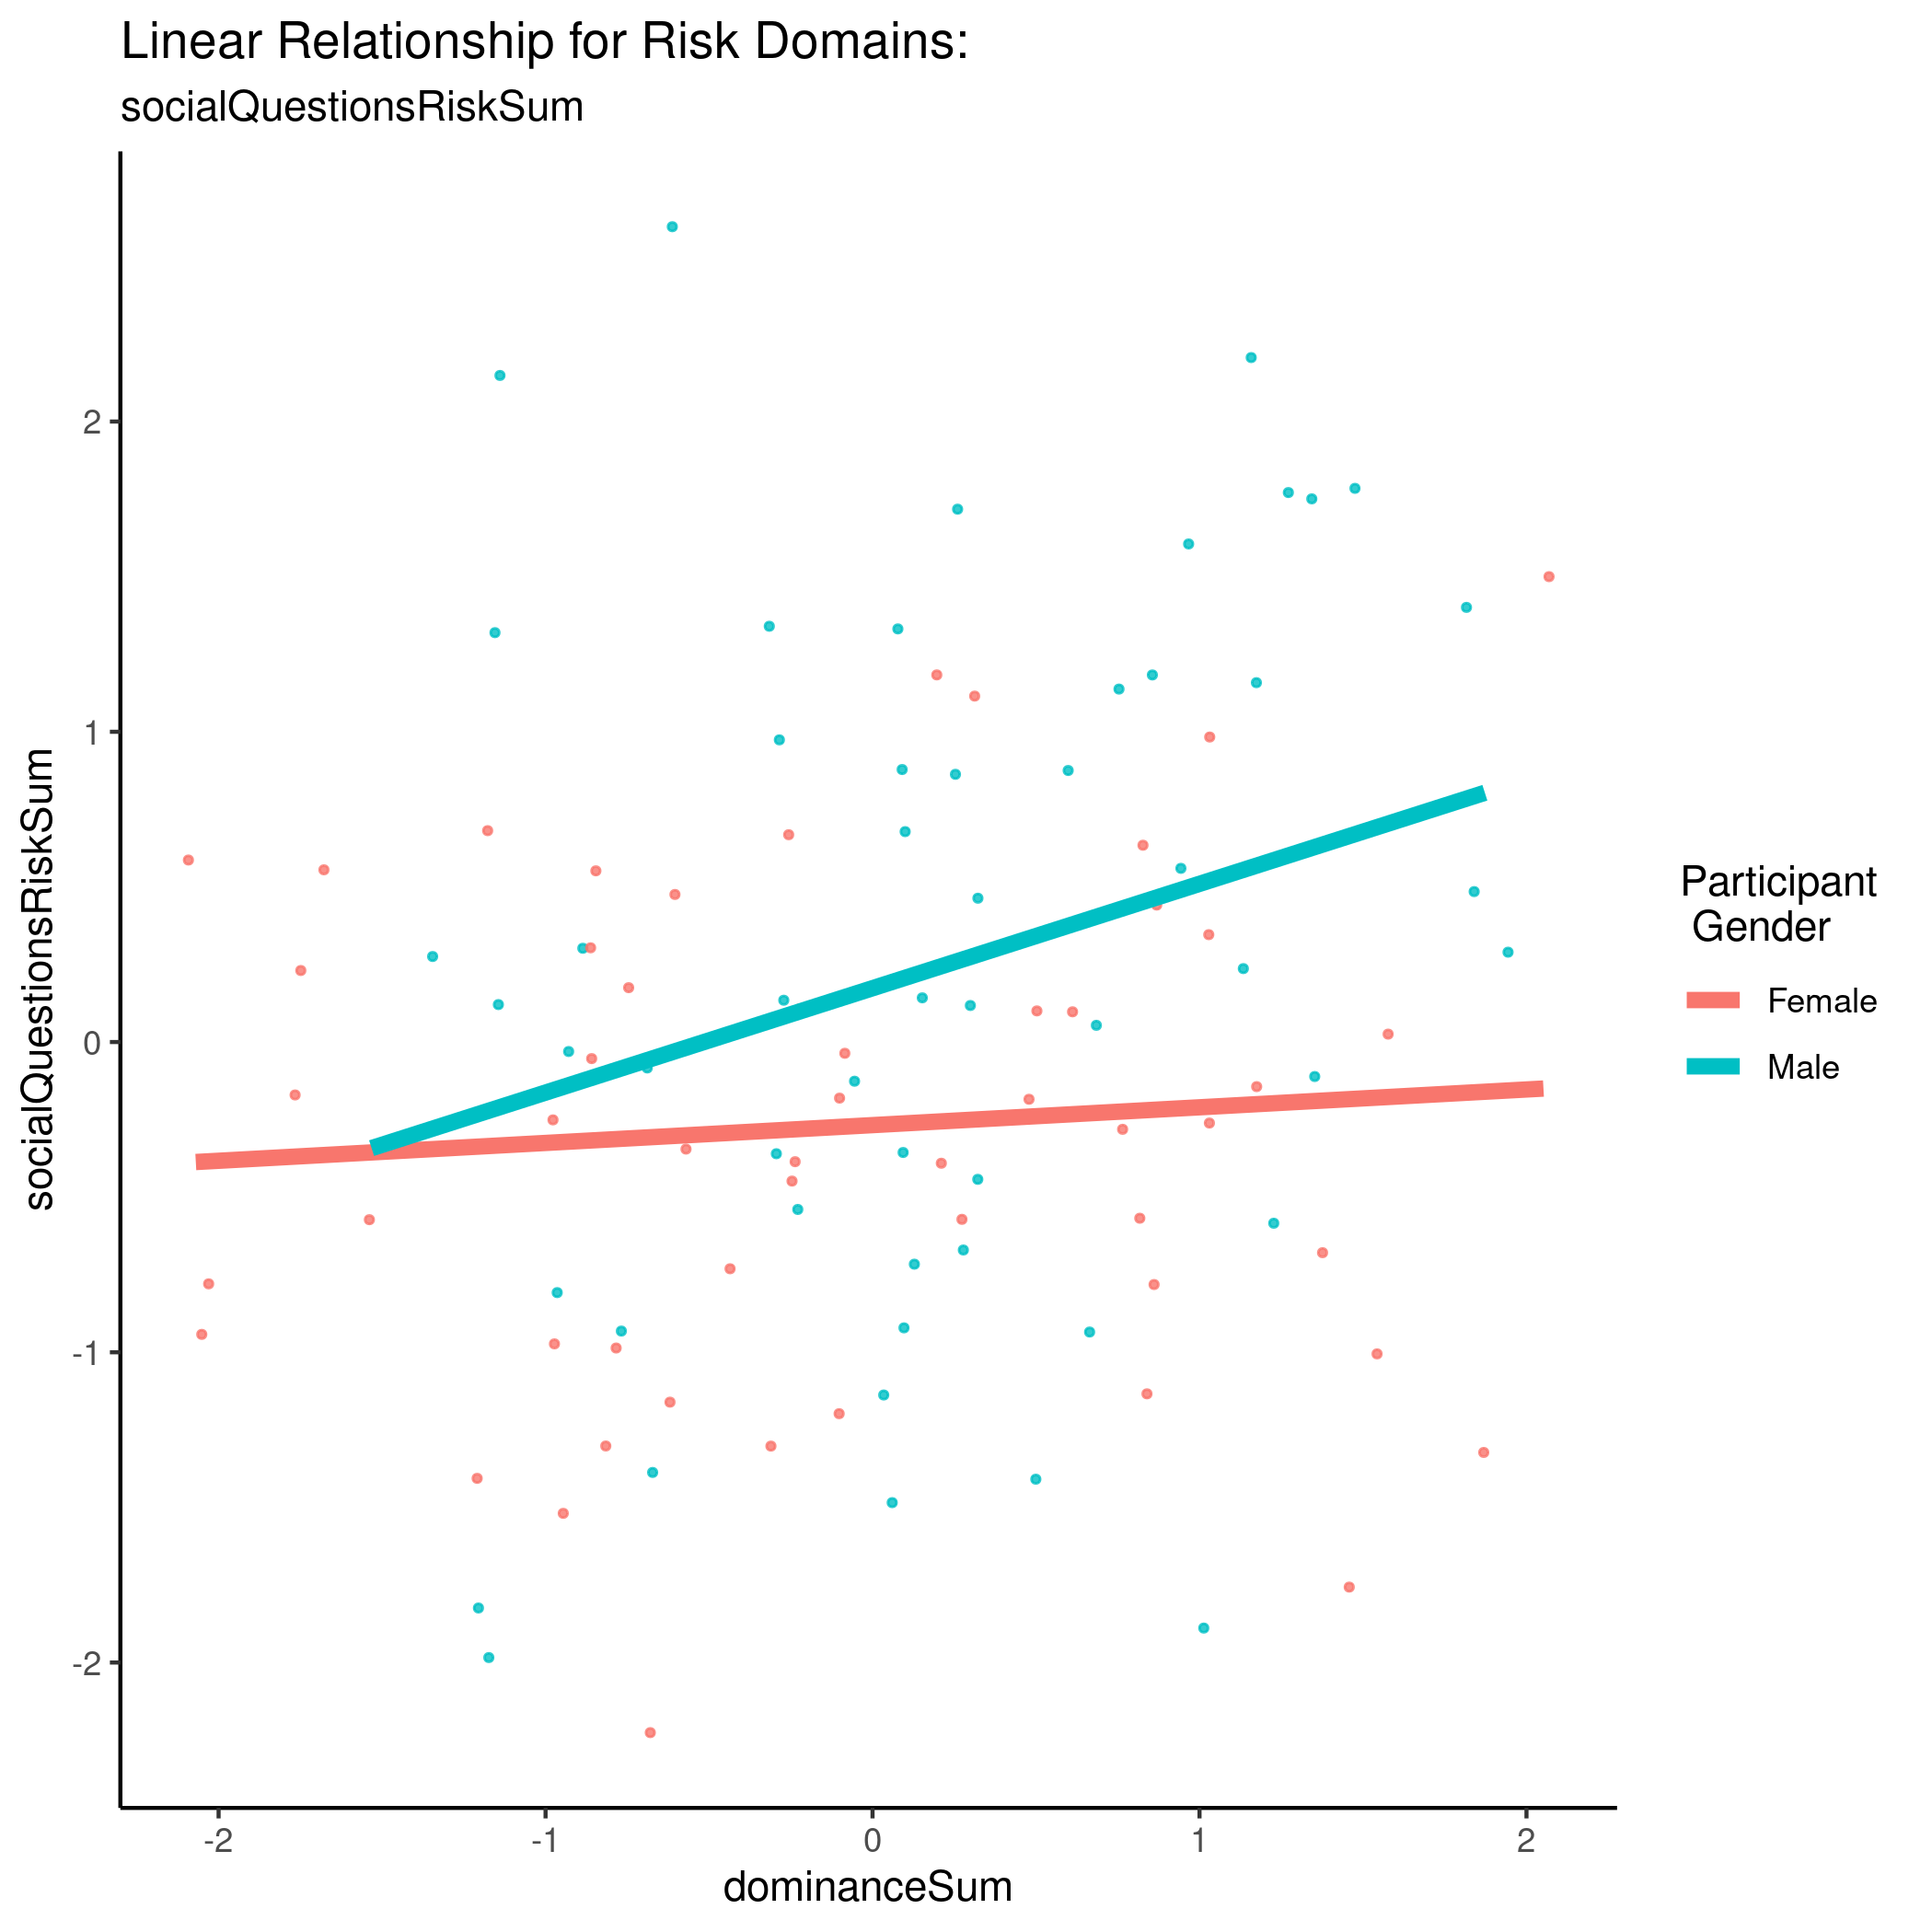 Linear Relationship for Risk Domains:
socialQuestionsRiskSum
socialQuestionsRiskSum
2
1
0
-1
-2
-2
-1
0
1
2
dominanceSum
Participant
Gender
Female
Male